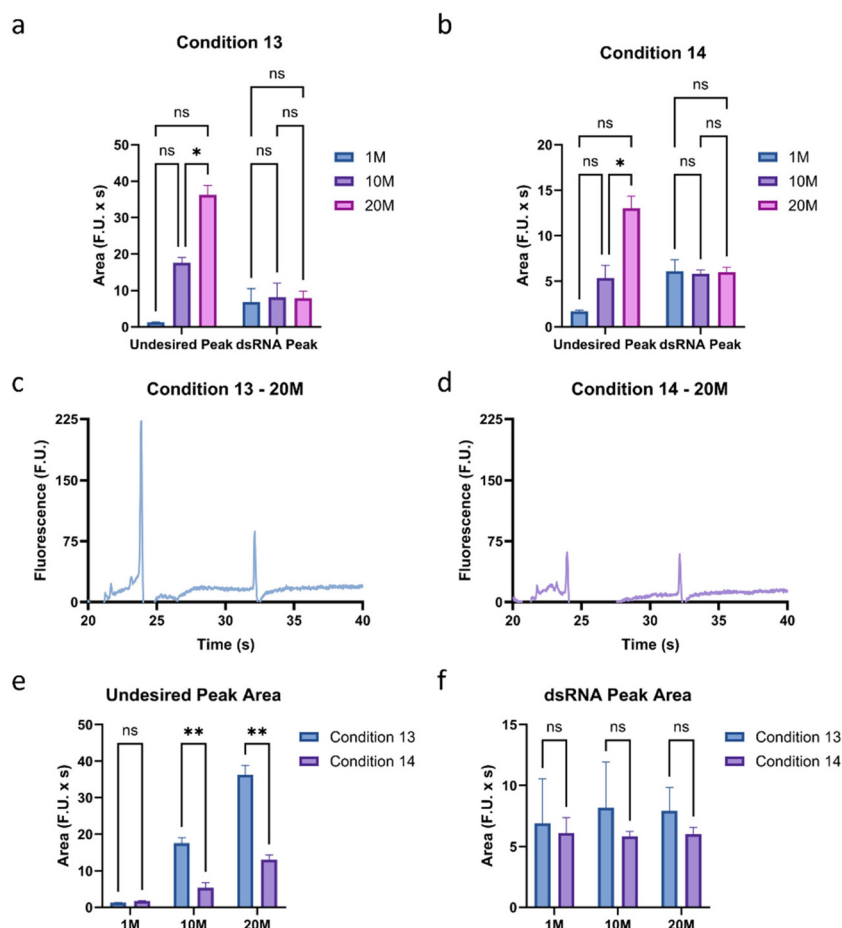 a
Condition 13
ns
ns
ns
*
ns
ns
Area (F.U. x s)
50
40
30
20
10
0
Undesired Peak
dsRNA Peak
1M
10M
20M
b
Condition 14
ns
ns
ns
*
ns
ns
Area (F.U. x s)
20
15
10
5
0
Undesired Peak
dsRNA Peak
1M
10M
20M
c
Condition 13 - 20M
Fluorescence (F.U.)
225
150
75
0
20
25
30
35
40
Time (s)
d
Condition 14 - 20M
Fluorescence (F.U.)
225
150
75
0
20
25
30
35
40
Time (s)
e
Undesired Peak Area
ns
**
**
Area (F.U. x s)
50
40
30
20
10
0
1M
10M
20M
Condition 13
Condition 14
f
dsRNA Peak Area
ns
ns
ns
Area (F.U. x s)
15
10
5
0
1M
10M
20M
Condition 13
Condition 14